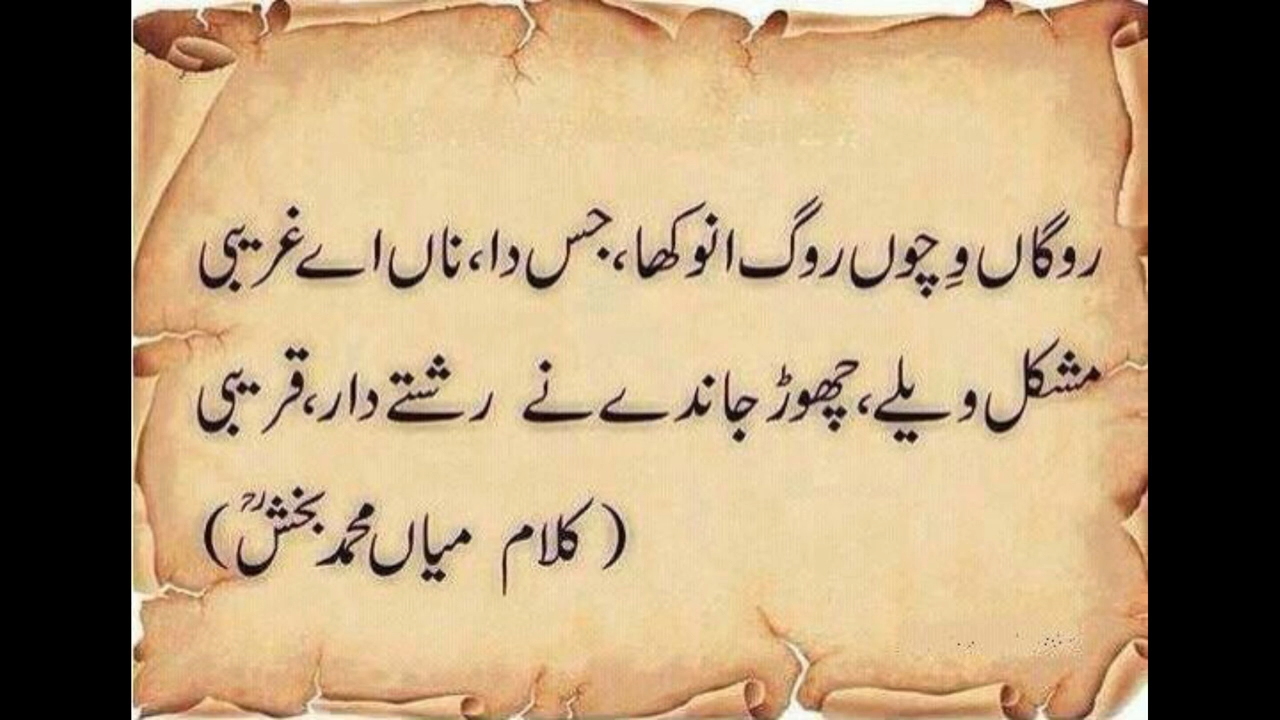 روگاں وِچوں روگ انوکھا، جس دا، ناں اے غریبی
مشکل ویلے، چھوڑ جاندے نے رشتے دار، قریبی
(کلام میاں محمد بخشؒ)